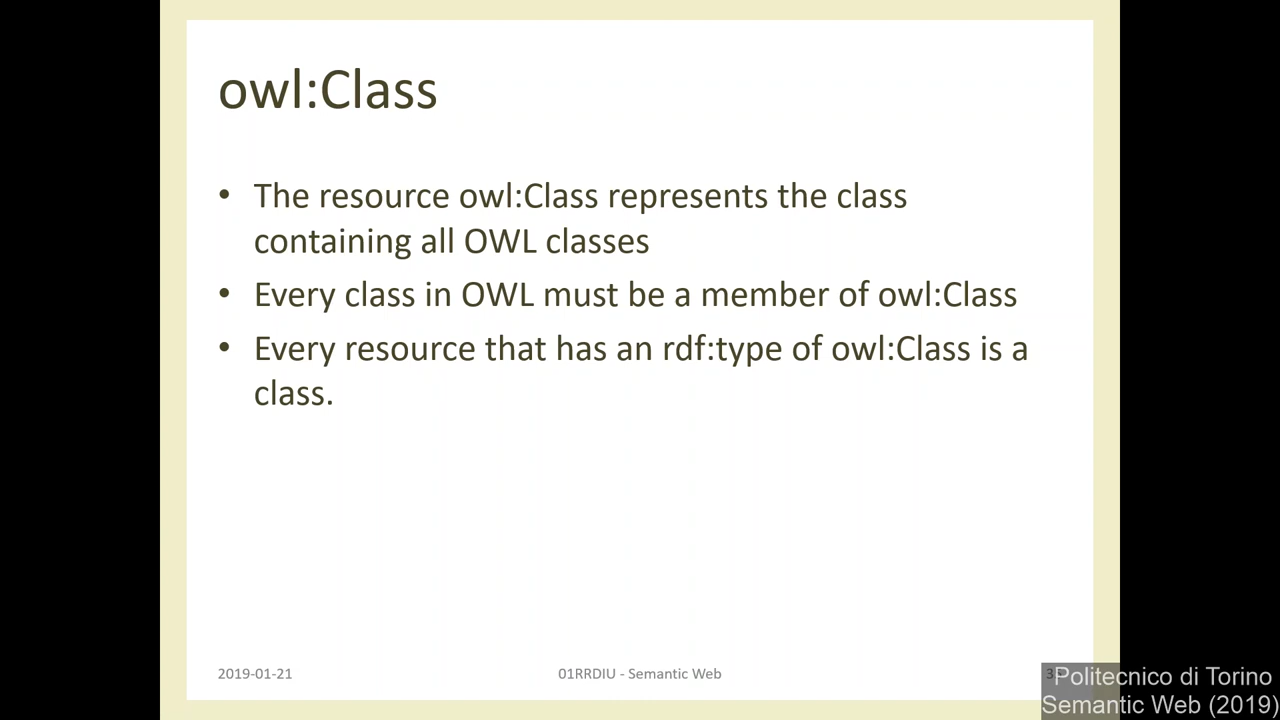 owl:Class
• The resource owl:Class represents the class
containing all OWL classes
• Every class in OWL must be a member of owl:Class
• Every resource that has an rdf:type of owl:Class is a
class.
2019-01-21
01RRDIU - Semantic Web
Politecnico di Torino
Semantic Web (2019)